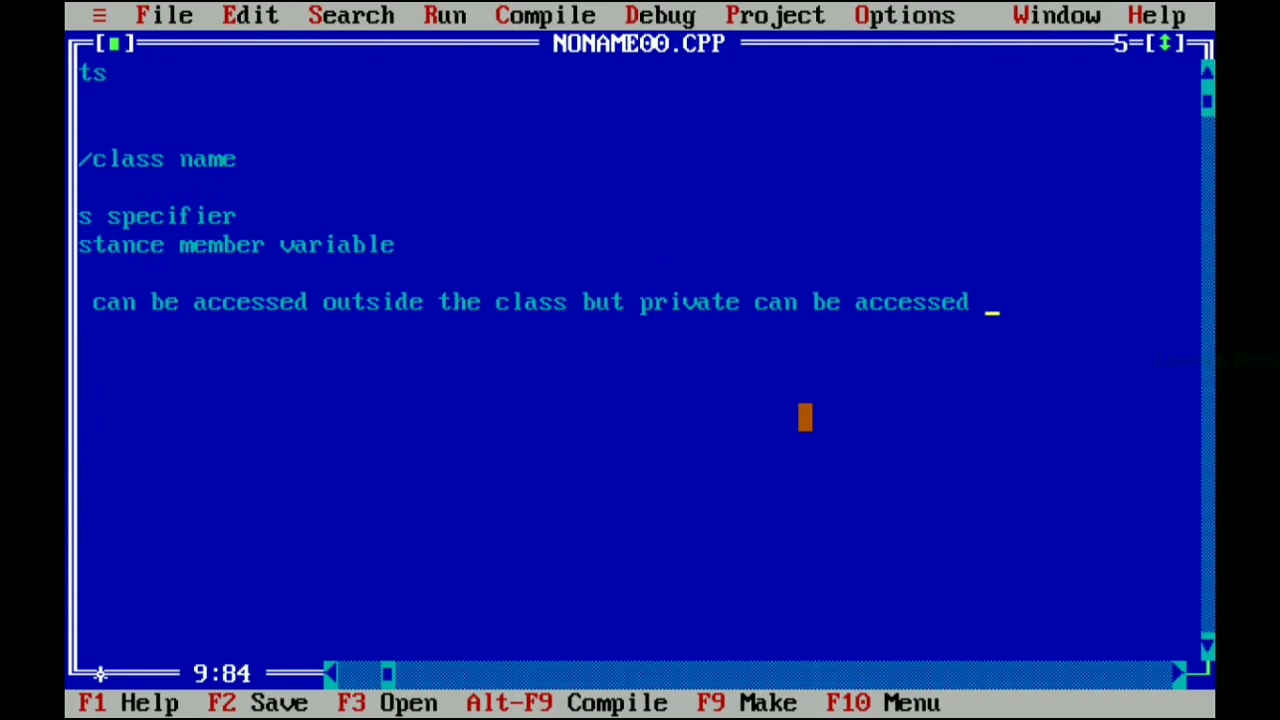 ≡ File Edit Search Run Compile Debug Project Options Window Help
[■] NONAME00.CPP 5=[↕]
ts
/class name
s specifier
stance member variable
can be accessed outside the class but private can be accessed _
9:84
F1 Help F2 Save F3 Open Alt-F9 Compile F9 Make F10 Menu